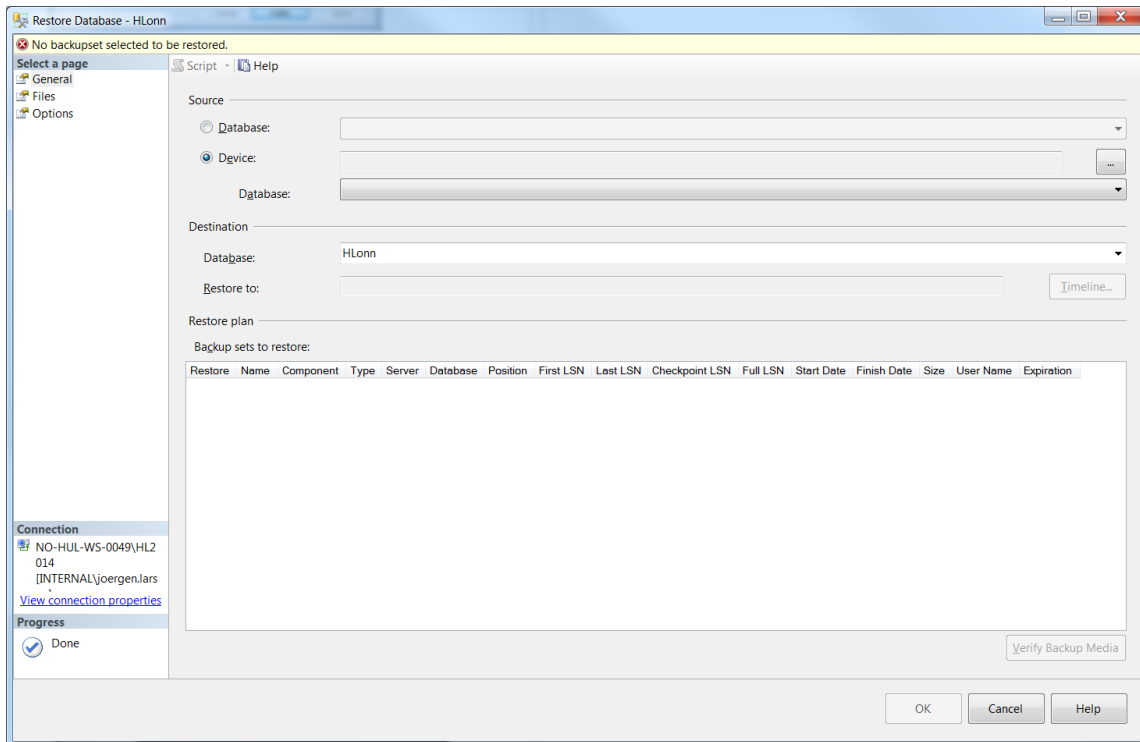 Restore Database - HLonn
No backupset selected to be restored.
Select a page
General
Files
Options
Script Help
Source
Database:
Device:
...
Database:
Destination
Database: HLonn
Restore to: Timeline...
Restore plan
Backup sets to restore:
Restore Name Component Type Server Database Position First LSN Last LSN Checkpoint LSN Full LSN Start Date Finish Date Size User Name Expiration
Connection
NO-HUL-WS-0049\HL2
014
[INTERNAL\joergen.lars
View connection properties
Progress
Done
Verify Backup Media
OK Cancel Help